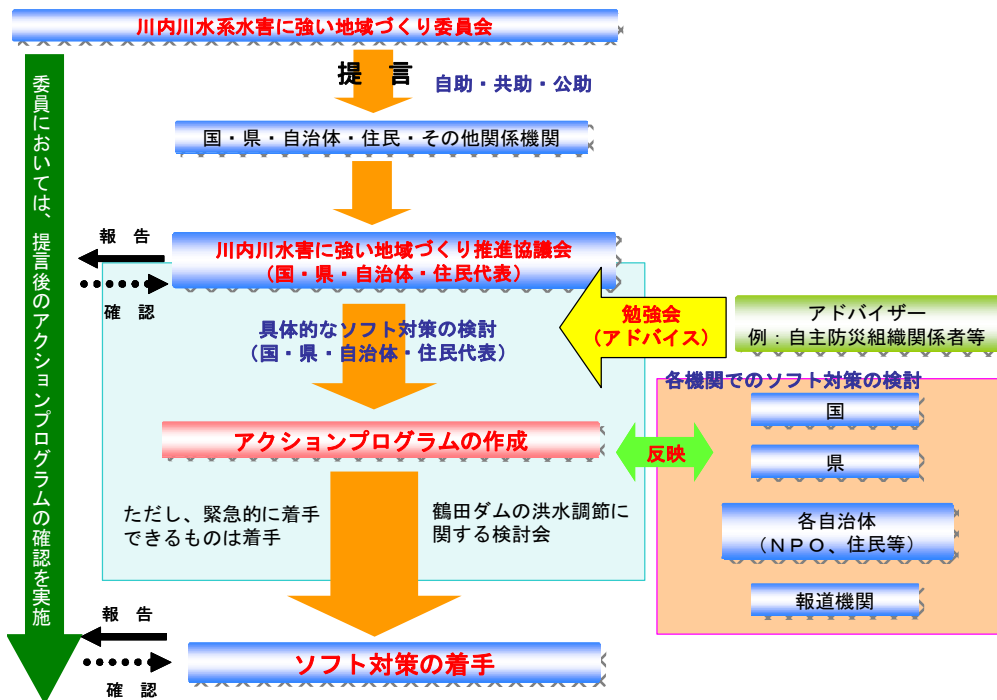 川内川水系水害に強い地域づくり委員会
提　言
自助・共助・公助
国・県・自治体・住民・その他関係機関
委員においては、提言後のアクションプログラムの確認を実施
報　告
確　認
川内川水害に強い地域づくり推進協議会
（国・県・自治体・住民代表）
勉強会
（アドバイス）
アドバイザー
例：自主防災組織関係者等
具体的なソフト対策の検討
（国・県・自治体・住民代表）
各機関でのソフト対策の検討
国
県
各自治体
（ＮＰＯ、住民等）
報道機関
アクションプログラムの作成
反映
ただし、緊急的に着手
できるものは着手
鶴田ダムの洪水調節に
関する検討会
報　告
確　認
ソフト対策の着手